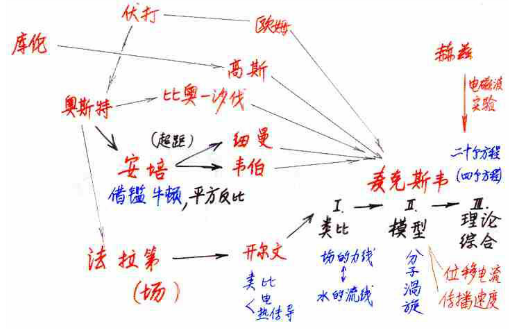 伏打
欧姆
库伦
赫兹
高斯
电磁波
实验
奥斯特
比奥一沙伐
(超距)
纽曼
安培
韦伯
二十个方程
(四个方程)
麦克斯韦
借鉴牛顿,平方反比
I. II. III.
类比 模型 理论
综合
法拉第
(场)
开尔文
类比
电
热传导
场的力线
水的流线
分子涡旋
位移电流
传播速度